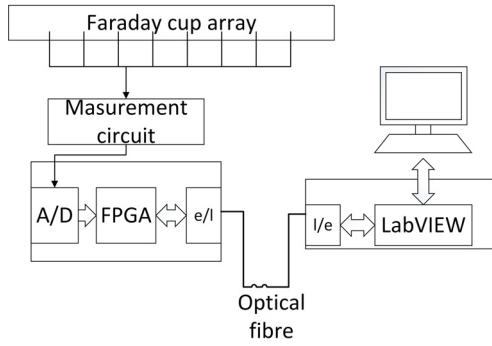 Faraday cup array
Masurement
circuit
A/D
FPGA
e/l
l/e
LabVIEW
Optical
fibre